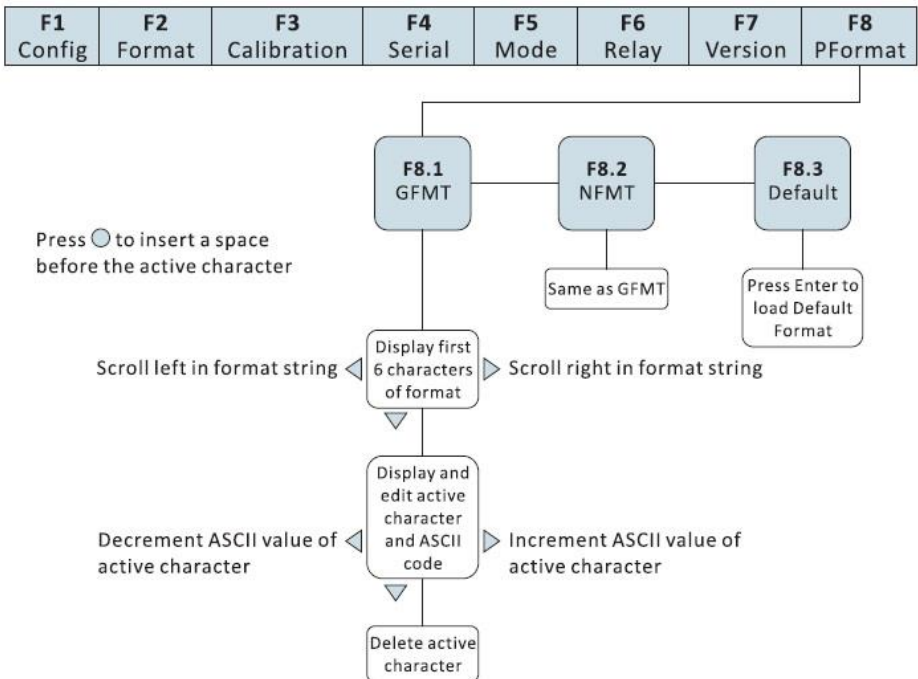 F1 F2 F3 F4 F5 F6 F7 F8
Config Format Calibration Serial Mode Relay Version PFormat
F8.1 F8.2 F8.3
GFMT NFMT Default
Press to insert a space
before the active character
Same as GFMT
Press Enter to
load Default
Format
Scroll left in format string
Display first
6 characters
of format
Scroll right in format string
Display and
edit active
character
and ASCII
code
Decrement ASCII value of
active character
Increment ASCII value of
active character
Delete active
character